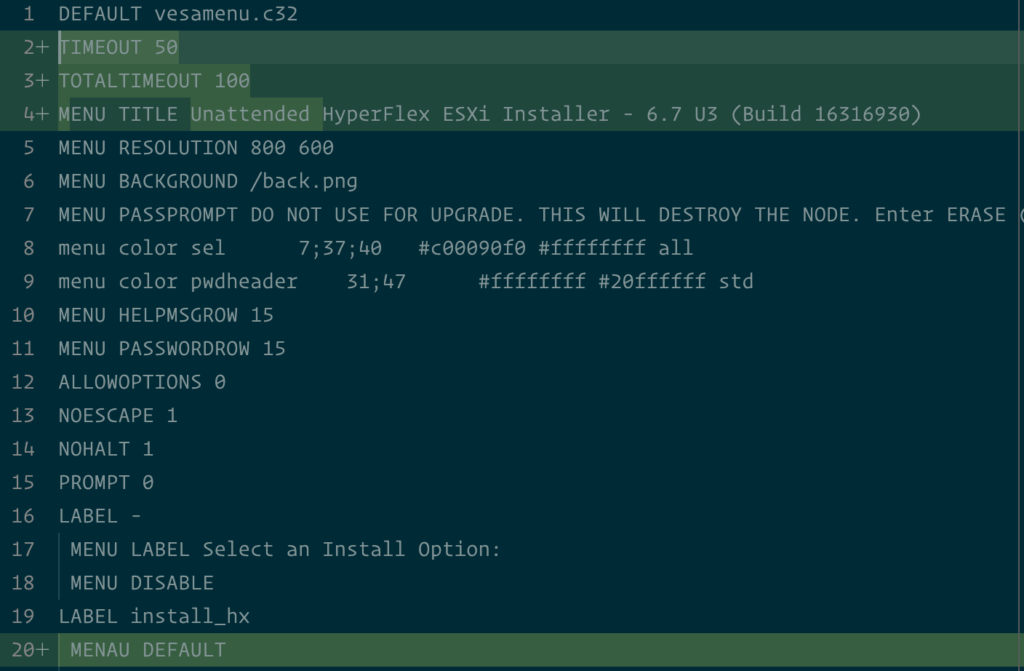 1 DEFAULT vesamenu.c32
2+ TIMEOUT 50
3+ TOTALTIMEOUT 100
4+ MENU TITLE Unattended HyperFlex ESXi Installer - 6.7 U3 (Build 16316930)
5 MENU RESOLUTION 800 600
6 MENU BACKGROUND /back.png
7 MENU PASSPROMPT DO NOT USE FOR UPGRADE. THIS WILL DESTROY THE NODE. Enter ERASE
8 menu color sel      7;37;40   #c00090f0 #ffffffff all
9 menu color pwdheader    31;47      #ffffffff #20ffffff std
10 MENU HELPMSGROW 15
11 MENU PASSWORDROW 15
12 ALLOWOPTIONS 0
13 NOESCAPE 1
14 NOHALT 1
15 PROMPT 0
16 LABEL -
17  MENU LABEL Select an Install Option:
18  MENU DISABLE
19 LABEL install_hx
20+  MENAU DEFAULT